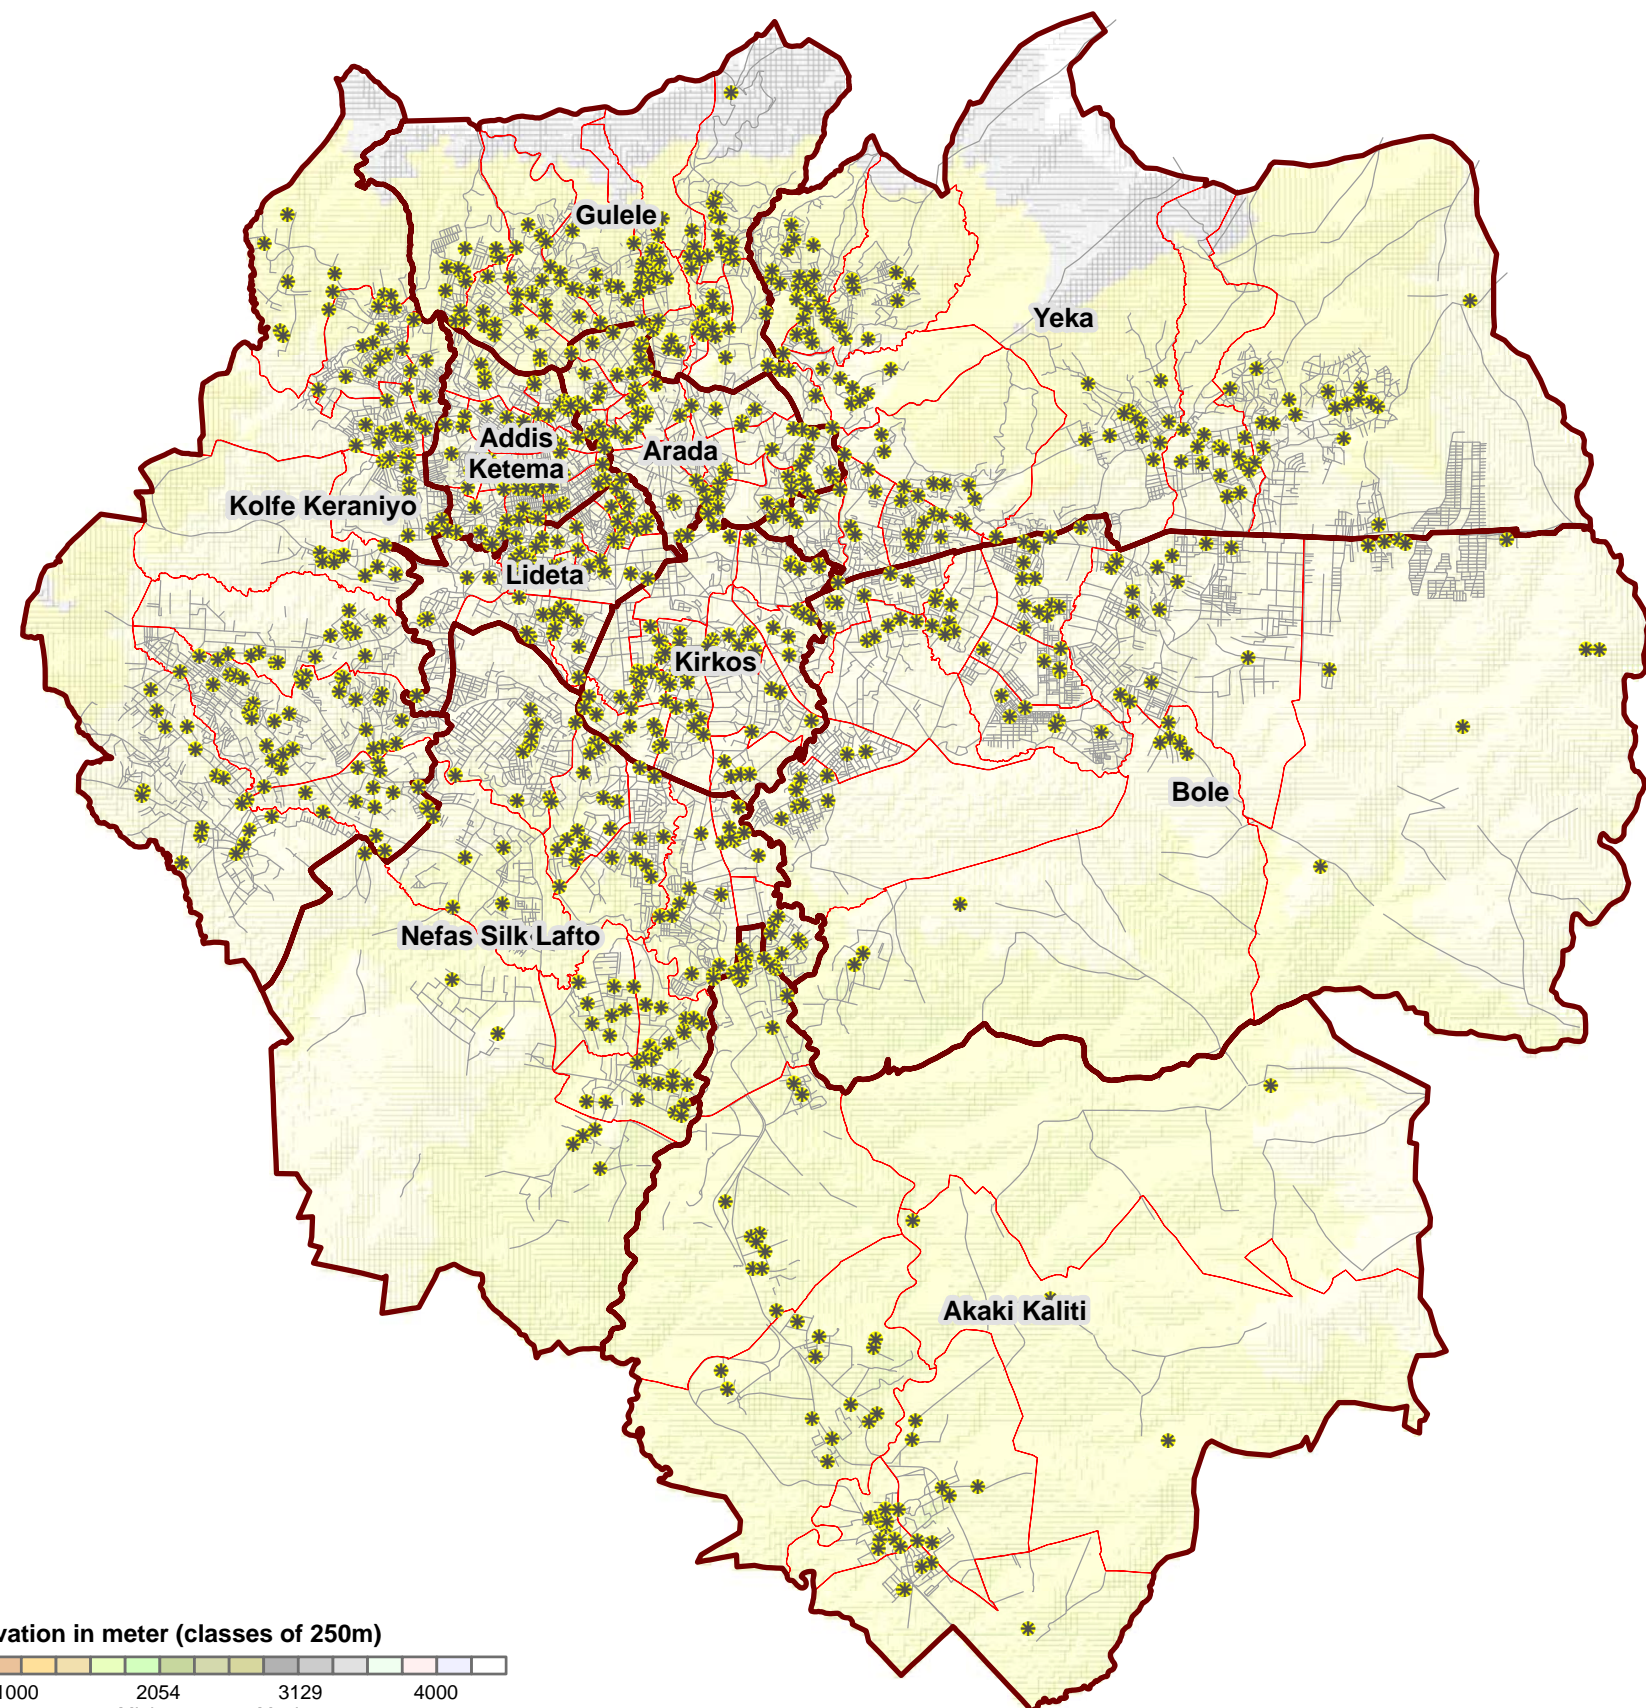 Gulele
Yeka
Addis
Ketema
Arada
Kolfe Keraniyo
Lideta
Kirkos
Bole
Nefas Silk Lafto
Akaki Kaliti
vation in meter (classes of 250m)
1000 2054 3129 4000